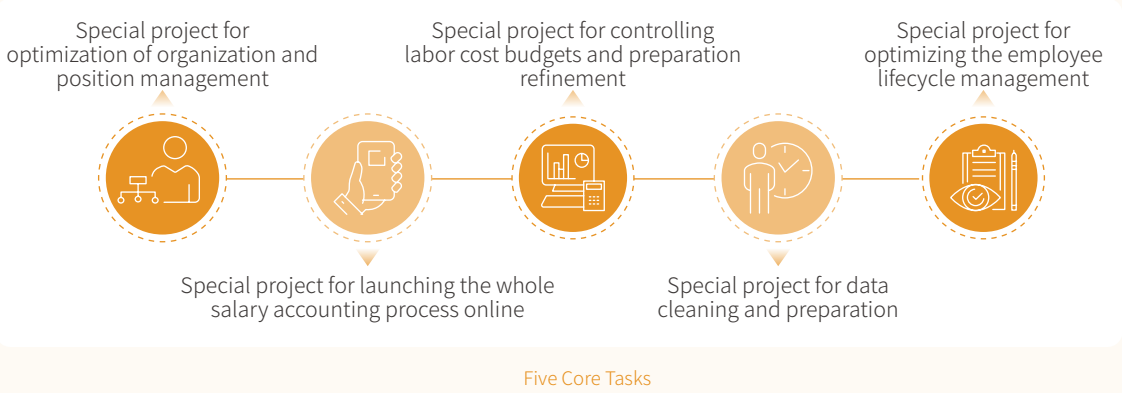 Special project for
optimization of organization and
position management
Special project for controlling
labor cost budgets and preparation
refinement
Special project for
optimizing the employee
lifecycle management
Special project for launching the whole
salary accounting process online
Special project for data
cleaning and preparation
Five Core Tasks